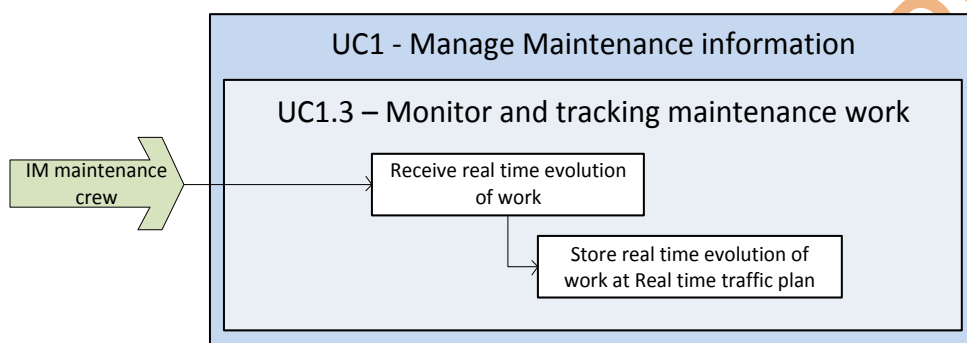 UC1 - Manage Maintenance information
UC1.3 – Monitor and tracking maintenance work
IM maintenance
crew
Receive real time evolution
of work
Store real time evolution of
work at Real time traffic plan